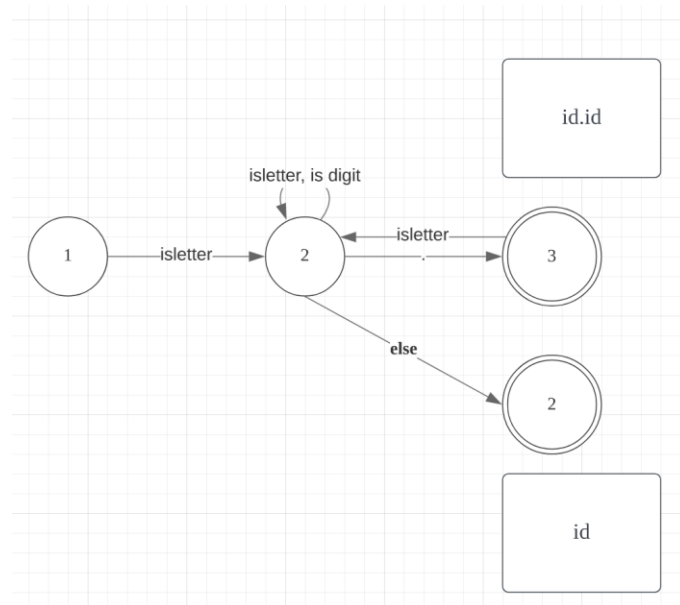 id.id
isletter, is digit
isletter
1
isletter
2
.
3
else
2
id